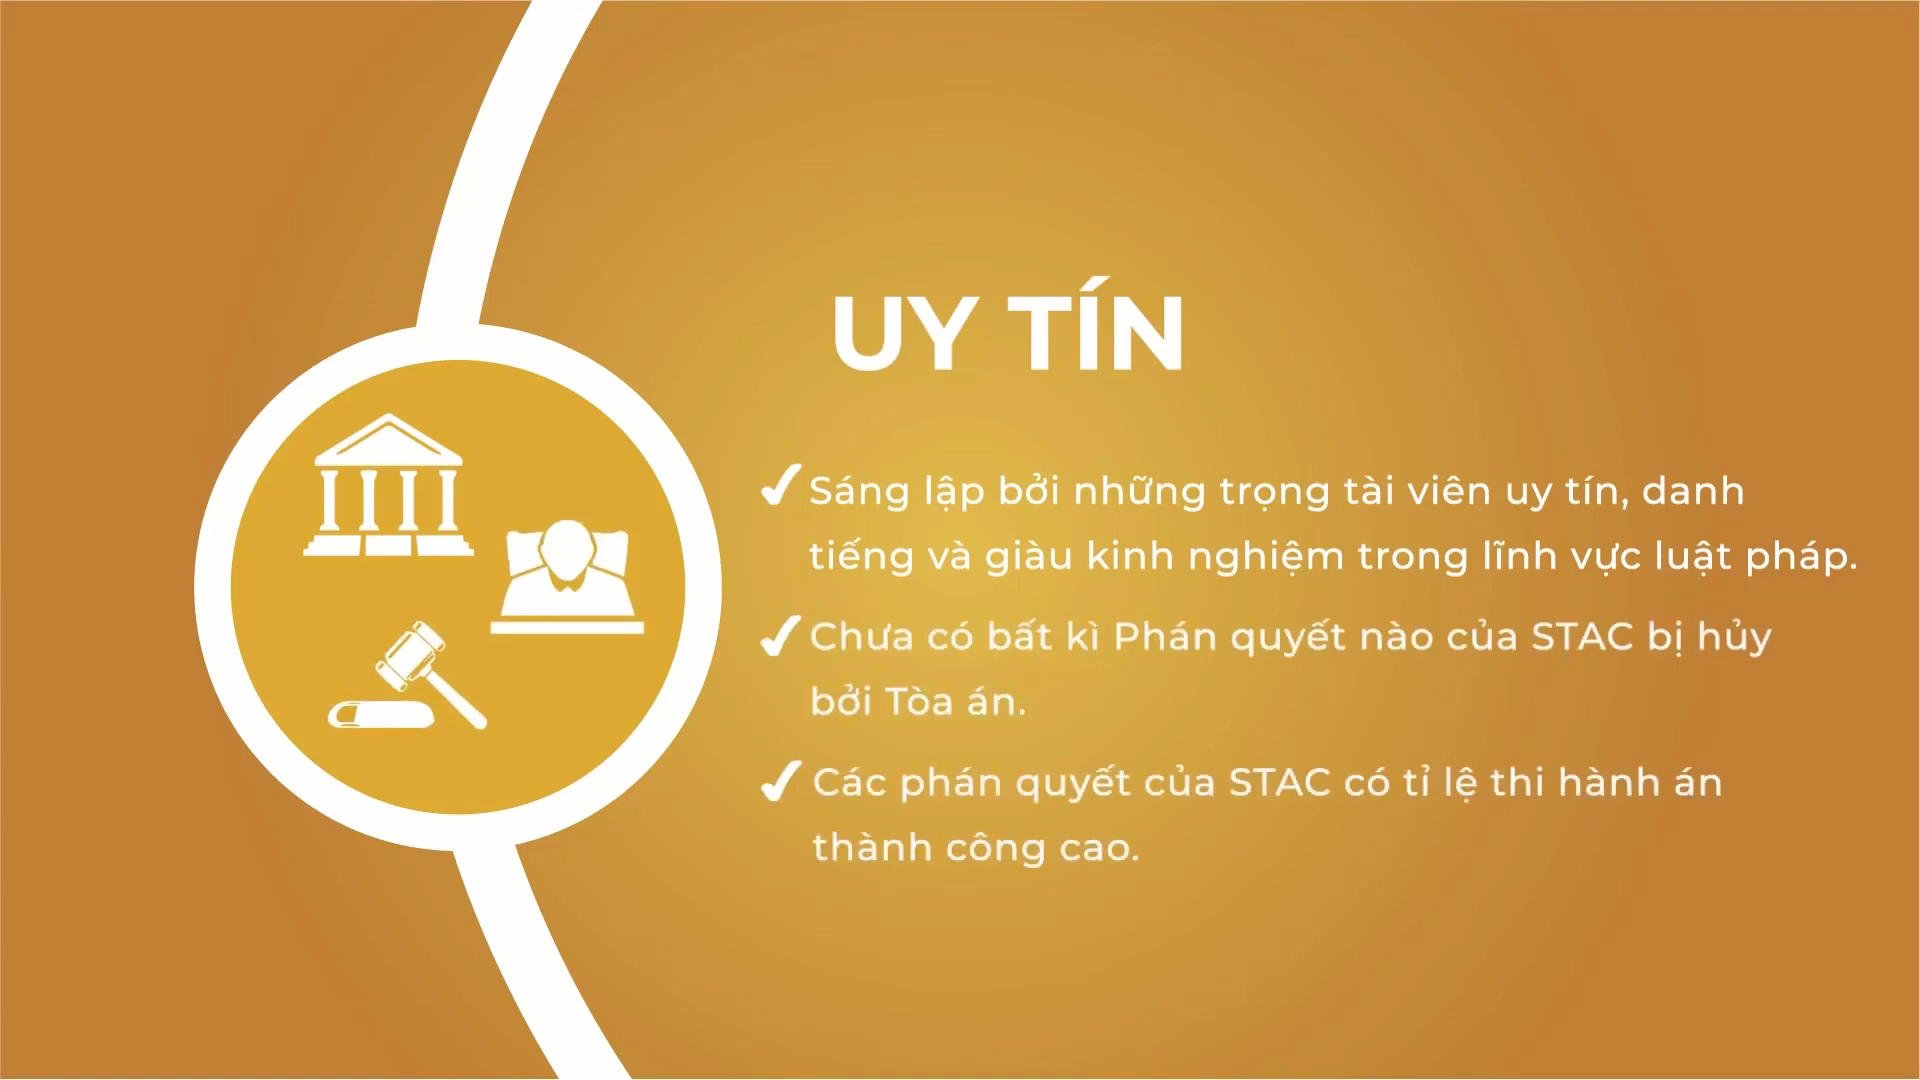 UY TÍN
Sáng lập bởi những trọng tài viên uy tín, danh
tiếng và giàu kinh nghiệm trong lĩnh vực luật pháp.
Chưa có bất kì Phán quyết nào của STAC bị hủy
bởi Tòa án.
Các phán quyết của STAC có tỉ lệ thi hành án
thành công cao.